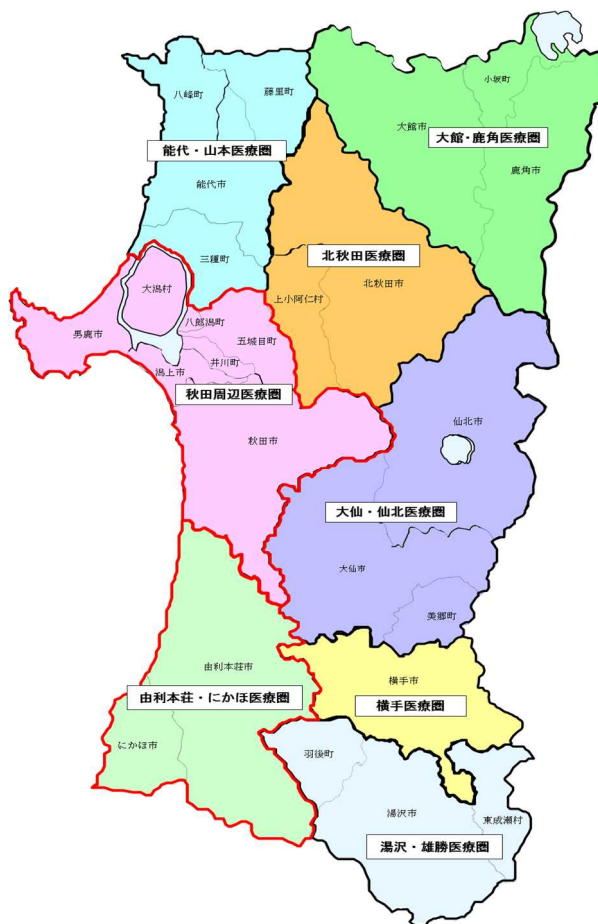 小坂町
藤里町
八峰町
大館市
大館・鹿角医療圏
能代・山本医療圏
鹿角市
能代市
三種町
北秋田医療圏
北秋田市
大潟村
上小阿仁村
八郎潟町
男鹿市
五城目町
井川町
潟上市
秋田周辺医療圏
仙北市
秋田市
大仙・仙北医療圏
大仙市
美郷町
由利本荘市
横手市
由利本荘・にかほ医療圏
横手医療圏
にかほ市
羽後町
湯沢市
東成瀬村
湯沢・雄勝医療圏